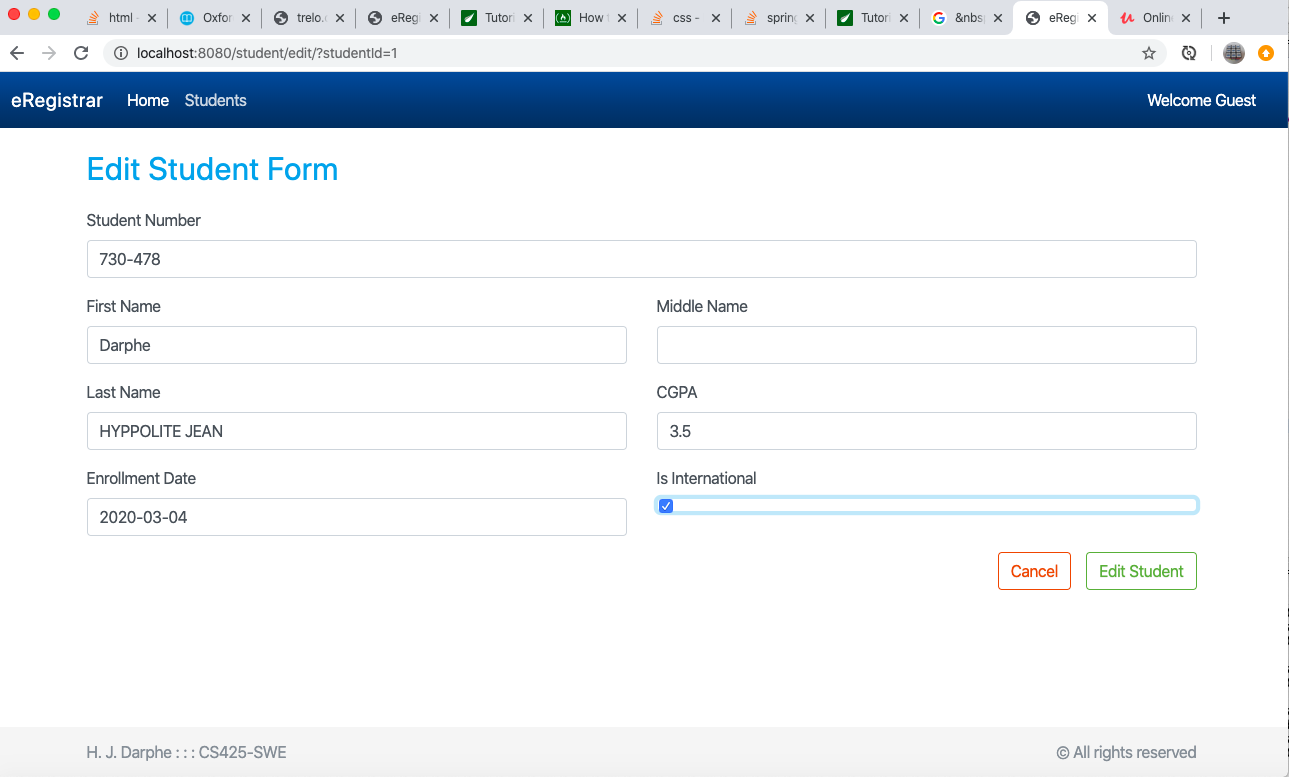 html - Oxfor trelo.c eRegi Tutori How t css - spring Tutori &nbs eRegi Online
localhost:8080/student/edit/?studentId=1
eRegistrar Home Students Welcome Guest
Edit Student Form
Student Number
730-478
First Name Middle Name
Darphe
Last Name CGPA
HYPPOLITE JEAN 3.5
Enrollment Date Is International
2020-03-04
Cancel Edit Student
H. J. Darphe : : : CS425-SWE © All rights reserved